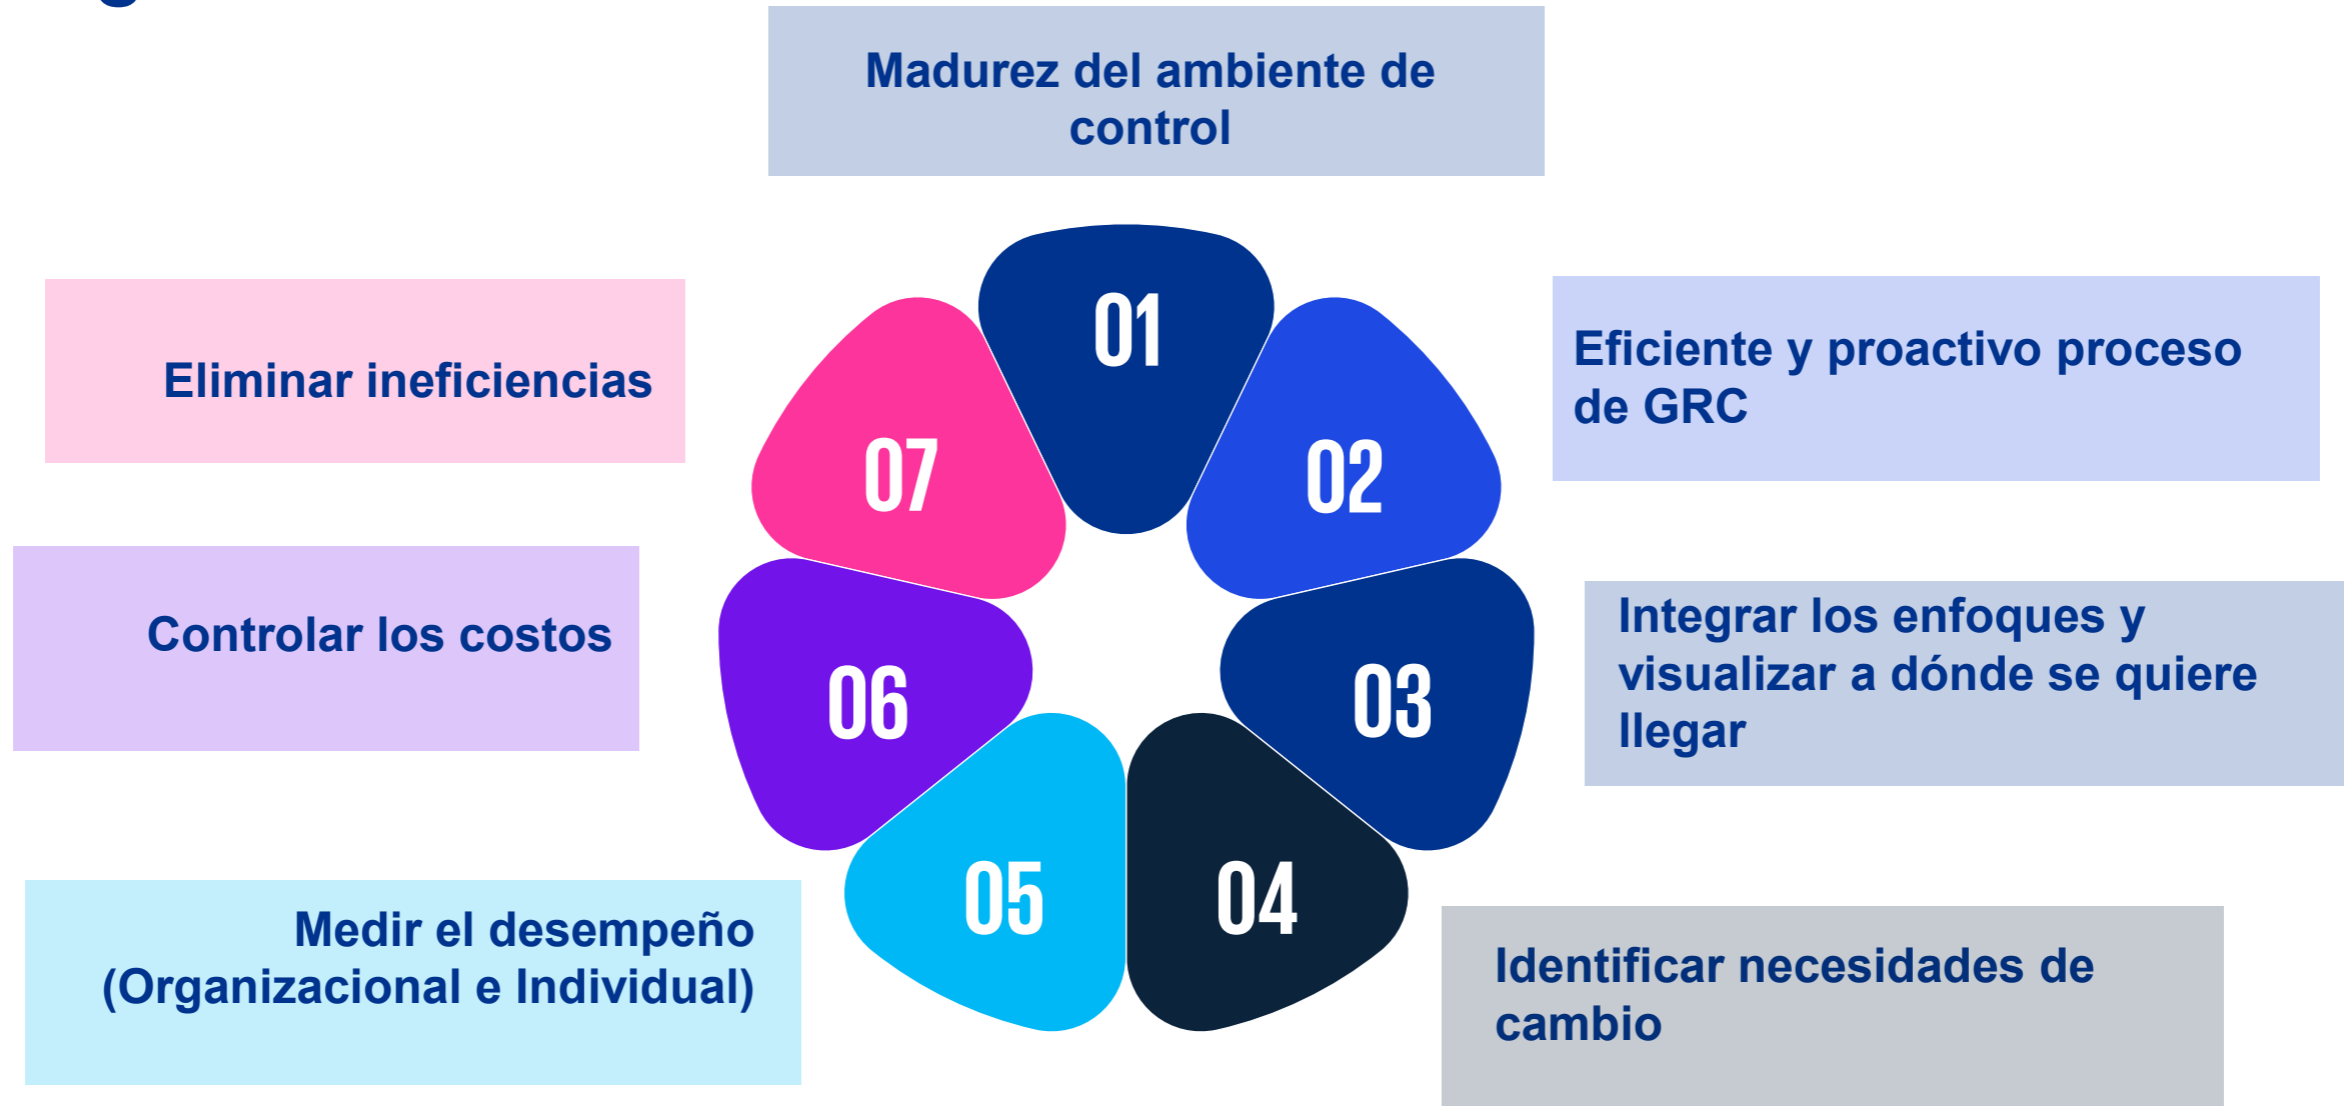 Madurez del ambiente de
control
01
Eficiente y proactivo proceso
de GRC
02
Integrar los enfoques y
visualizar a dónde se quiere
llegar
03
Identificar necesidades de
cambio
04
Medir el desempeño
(Organizacional e Individual)
05
Controlar los costos
06
Eliminar ineficiencias
07